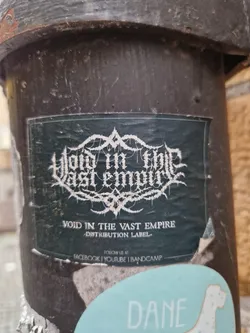 Void in the
Vast empire
VOID IN THE VAST EMPIRE
-DISTRIBUTION LABEL-
FACEBOOK | YOUTUBE | BANDCAMP
DANE